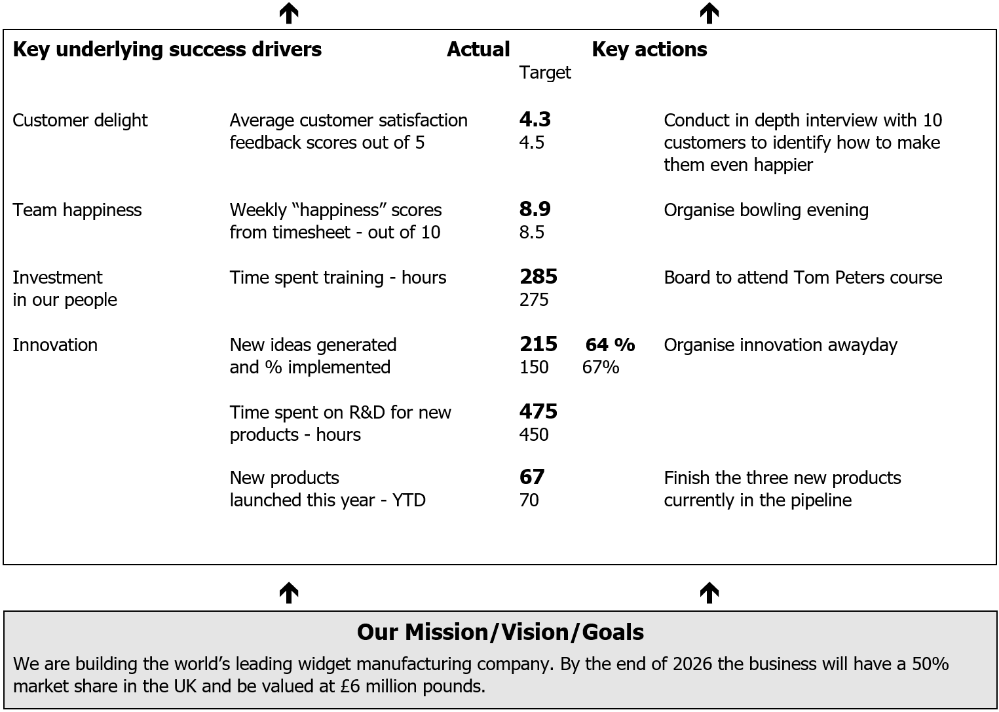 Key underlying success drivers Actual Key actions
Target
Customer delight Average customer satisfaction 4.3 Conduct in depth interview with 10
feedback scores out of 5 4.5 customers to identify how to make
them even happier
Team happiness Weekly “happiness” scores 8.9 Organise bowling evening
from timesheet - out of 10 8.5
Investment Time spent training - hours 285 Board to attend Tom Peters course
in our people 275
Innovation New ideas generated 215 64 % Organise innovation awayday
and % implemented 150 67%
Time spent on R&D for new 475
products - hours 450
New products 67 Finish the three new products
launched this year - YTD 70 currently in the pipeline
Our Mission/Vision/Goals
We are building the world’s leading widget manufacturing company. By the end of 2026 the business will have a 50%
market share in the UK and be valued at £6 million pounds.